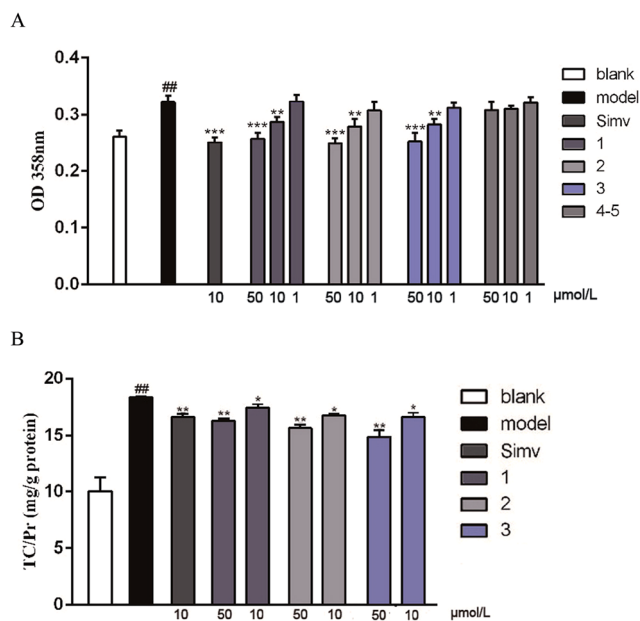 A
OD 358nm
0.4
0.3
0.2
0.1
0.0
##
***
***
**
***
**
***
**
10
50 10 1
50 10 1
50 10 1
50 10 1
µmol/L
blank
model
Simv
1
2
3
4-5
B
TC/Pr (mg/g protein)
20
15
10
5
0
##
**
**
*
**
*
**
*
10
50 10
50 10
50 10
µmol/L
blank
model
Simv
1
2
3